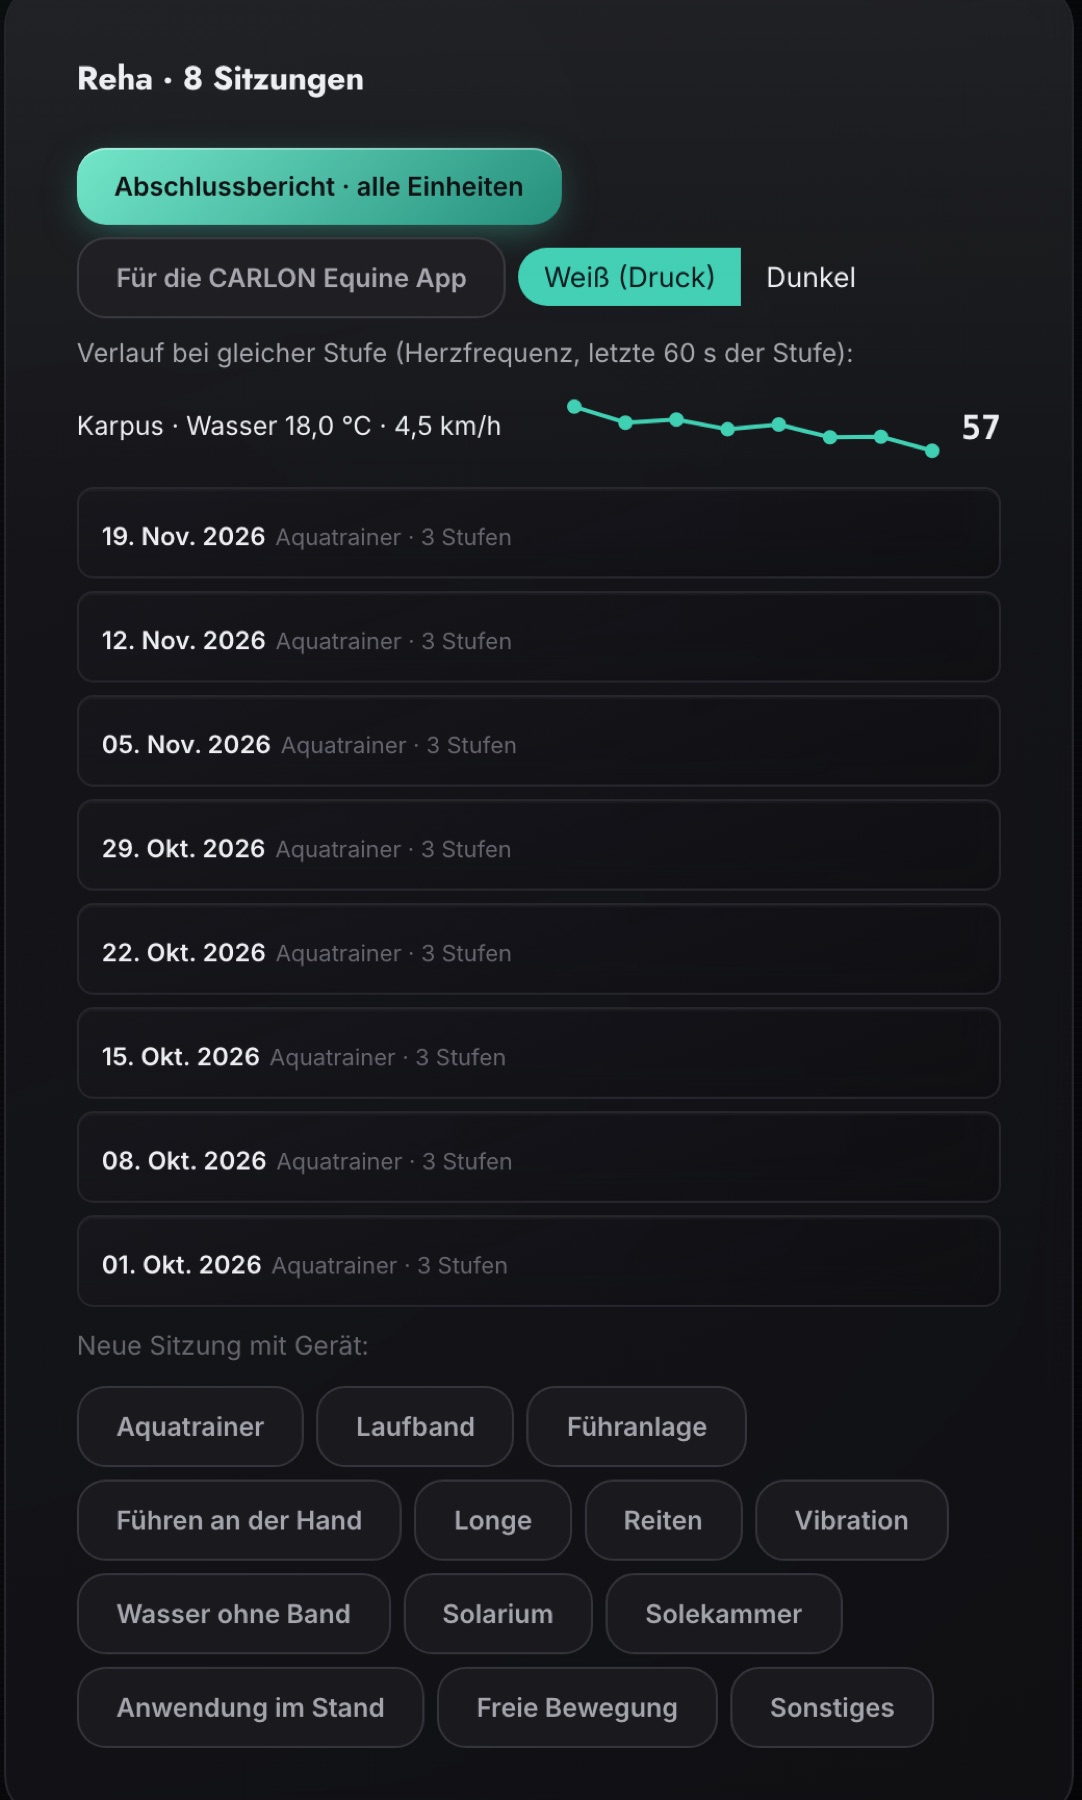 Reha · 8 Sitzungen
Abschlussbericht · alle Einheiten
Für die CARLON Equine App Weiß (Druck) Dunkel
Verlauf bei gleicher Stufe (Herzfrequenz, letzte 60 s der Stufe):
Karpus · Wasser 18,0 °C · 4,5 km/h 57
19. Nov. 2026 Aquatrainer · 3 Stufen
12. Nov. 2026 Aquatrainer · 3 Stufen
05. Nov. 2026 Aquatrainer · 3 Stufen
29. Okt. 2026 Aquatrainer · 3 Stufen
22. Okt. 2026 Aquatrainer · 3 Stufen
15. Okt. 2026 Aquatrainer · 3 Stufen
08. Okt. 2026 Aquatrainer · 3 Stufen
01. Okt. 2026 Aquatrainer · 3 Stufen
Neue Sitzung mit Gerät:
Aquatrainer Laufband Führanlage
Führen an der Hand Longe Reiten Vibration
Wasser ohne Band Solarium Solekammer
Anwendung im Stand Freie Bewegung Sonstiges